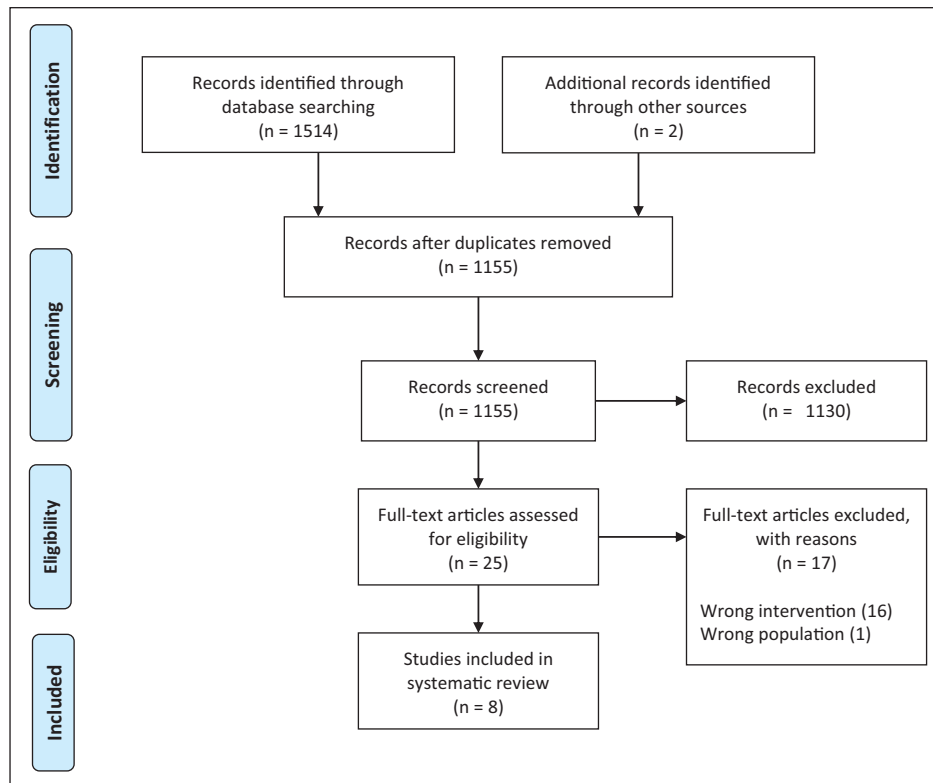 Identification
Records identified through
database searching
(n = 1514)
Additional records identified
through other sources
(n = 2)
Records after duplicates removed
(n = 1155)
Screening
Records screened
(n = 1155)
Records excluded
(n = 1130)
Eligibility
Full-text articles assessed
for eligibility
(n = 25)
Full-text articles excluded,
with reasons
(n = 17)
Wrong intervention (16)
Wrong population (1)
Included
Studies included in
systematic review
(n = 8)